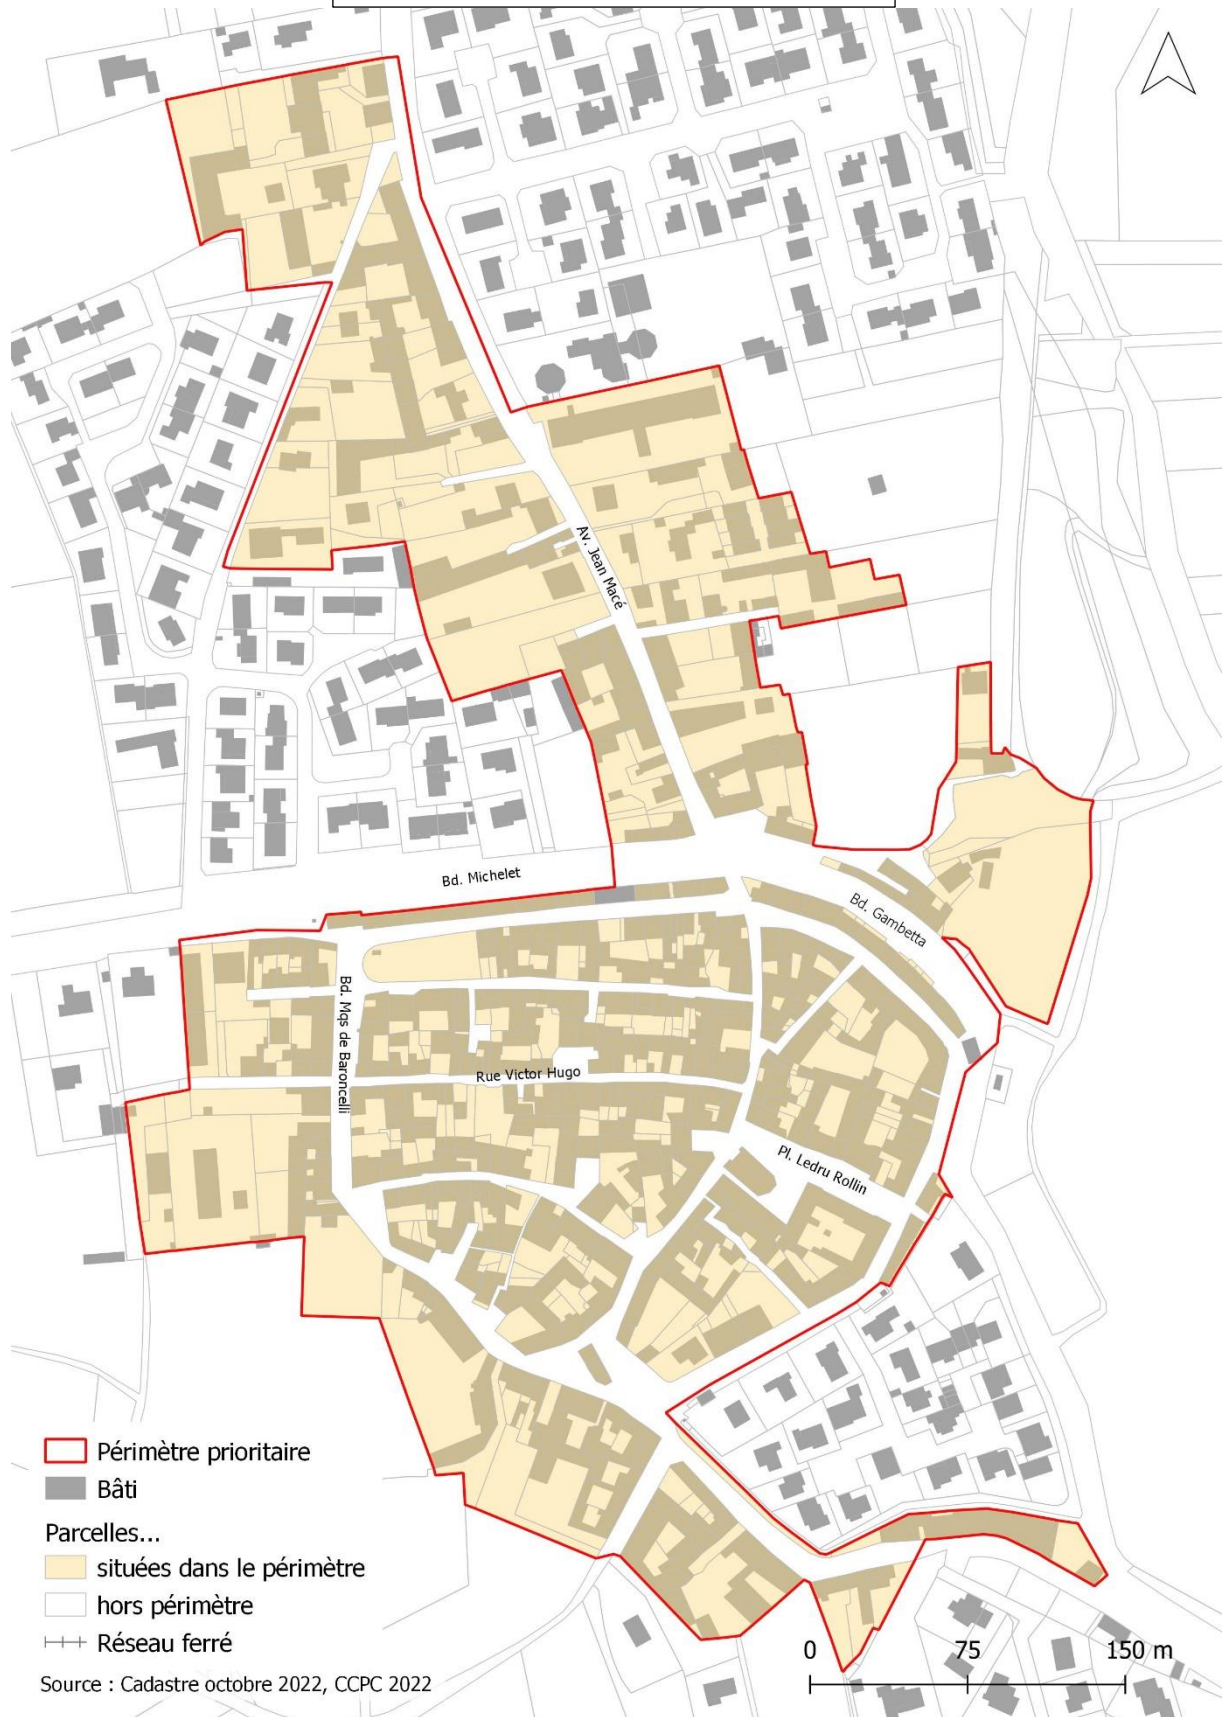 Av. Jean Macé
Bd. Michelet
Bd. Gambetta
Bd. Mqs de Baroncelli
Rue Victor Hugo
Pl. Ledru Rollin
Périmètre prioritaire
Bâti
Parcelles...
situées dans le périmètre
hors périmètre
Réseau ferré
Source : Cadastre octobre 2022, CCPC 2022
0 75 150 m